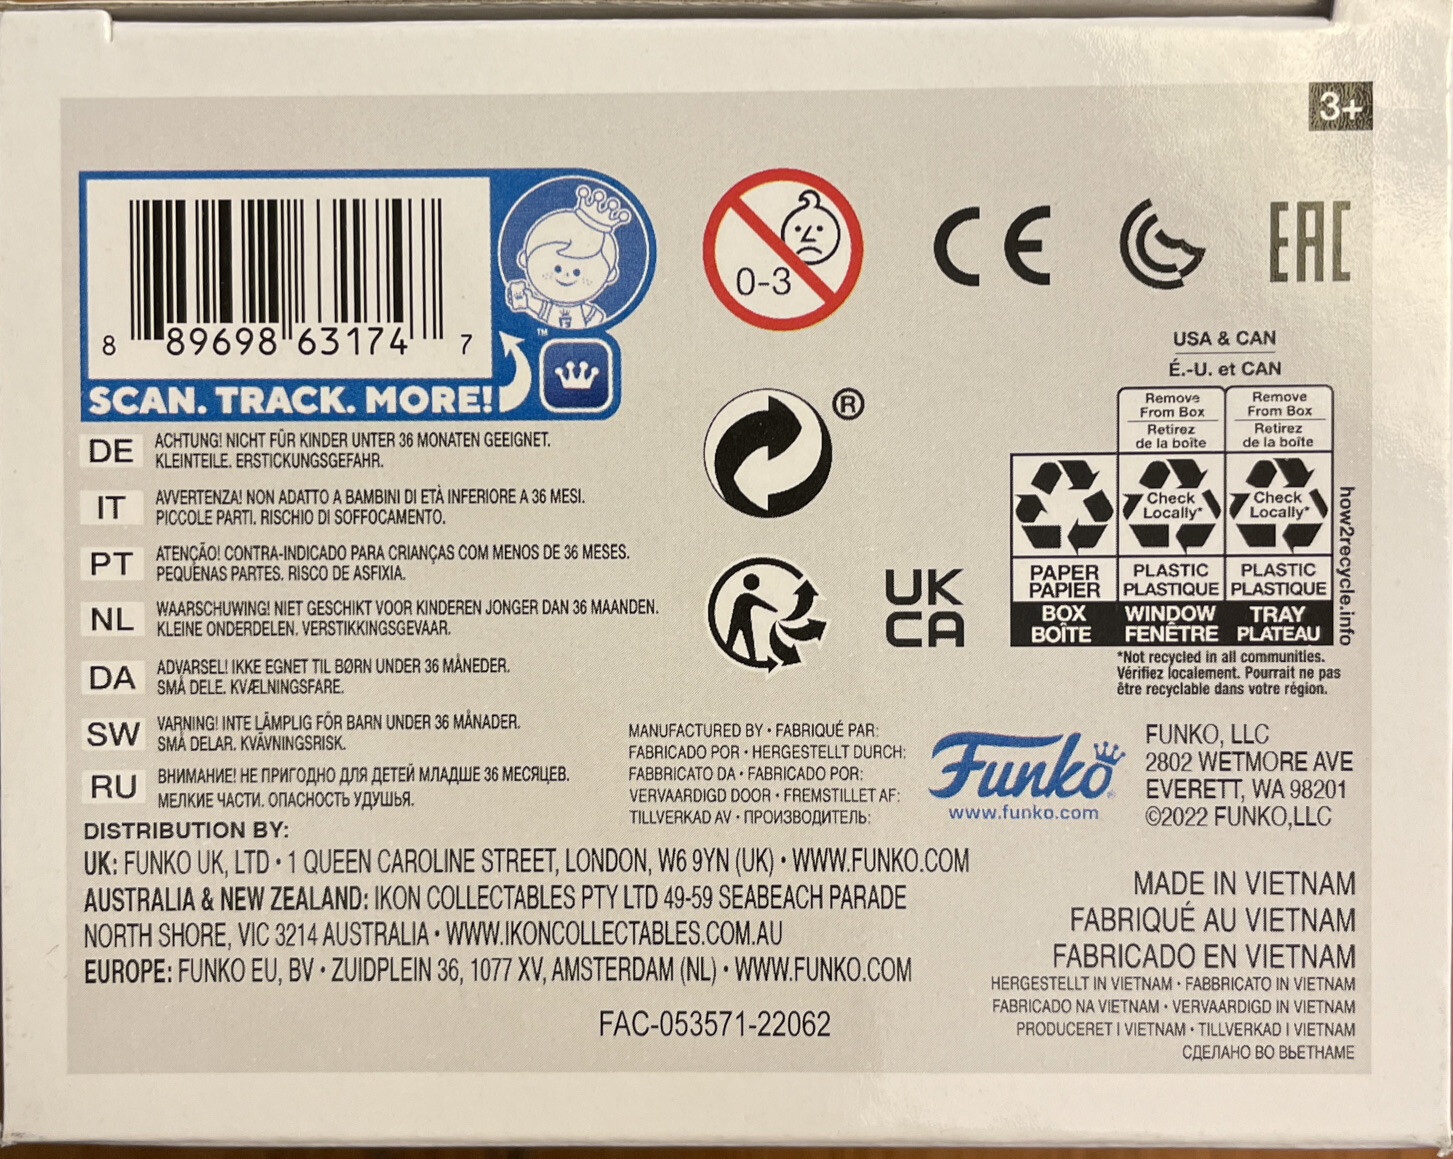 3+
8 89698 63174 7
™
SCAN. TRACK. MORE!
0-3
CE
EAC
®
UK
CA
USA & CAN
É.-U. et CAN
Remove
From Box
Retirez
de la boîte
Remove
From Box
Retirez
de la boîte
Check
Locally*
Check
Locally*
PAPER
PAPIER
PLASTIC
PLASTIQUE
PLASTIC
PLASTIQUE
BOX
BOÎTE
WINDOW
FENÊTRE
TRAY
PLATEAU
how2recycle.info
*Not recycled in all communities.
Vérifiez localement. Pourrait ne pas
être recyclable dans votre région.
DE ACHTUNG! NICHT FÜR KINDER UNTER 36 MONATEN GEEIGNET.
KLEINTEILE. ERSTICKUNGSGEFAHR.
IT AVVERTENZA! NON ADATTO A BAMBINI DI ETÀ INFERIORE A 36 MESI.
PICCOLE PARTI. RISCHIO DI SOFFOCAMENTO.
PT ATENÇÃO! CONTRA-INDICADO PARA CRIANÇAS COM MENOS DE 36 MESES.
PEQUENAS PARTES. RISCO DE ASFIXIA.
NL WAARSCHUWING! NIET GESCHIKT VOOR KINDEREN JONGER DAN 36 MAANDEN.
KLEINE ONDERDELEN. VERSTIKKINGSGEVAAR.
DA ADVARSEL! IKKE EGNET TIL BØRN UNDER 36 MÅNEDER.
SMÅ DELE. KVÆLNINGSFARE.
SW VARNING! INTE LÄMPLIG FÖR BARN UNDER 36 MÅNADER.
SMÅ DELAR. KVÄVNINGSRISK.
RU ВНИМАНИЕ! НЕ ПРИГОДНО ДЛЯ ДЕТЕЙ МЛАДШЕ 36 МЕСЯЦЕВ.
МЕЛКИЕ ЧАСТИ. ОПАСНОСТЬ УДУШЬЯ.
MANUFACTURED BY • FABRIQUÉ PAR:
FABRICADO POR • HERGESTELLT DURCH:
FABBRICATO DA • FABRICADO POR:
VERVAARDIGD DOOR • FREMSTILLET AF:
TILLVERKAD AV • ПРОИЗВОДИТЕЛЬ:
Funko
www.funko.com
FUNKO, LLC
2802 WETMORE AVE
EVERETT, WA 98201
©2022 FUNKO,LLC
DISTRIBUTION BY:
UK: FUNKO UK, LTD • 1 QUEEN CAROLINE STREET, LONDON, W6 9YN (UK) • WWW.FUNKO.COM
AUSTRALIA & NEW ZEALAND: IKON COLLECTABLES PTY LTD 49-59 SEABEACH PARADE
NORTH SHORE, VIC 3214 AUSTRALIA • WWW.IKONCOLLECTABLES.COM.AU
EUROPE: FUNKO EU, BV • ZUIDPLEIN 36, 1077 XV, AMSTERDAM (NL) • WWW.FUNKO.COM
FAC-053571-22062
MADE IN VIETNAM
FABRIQUÉ AU VIETNAM
FABRICADO EN VIETNAM
HERGESTELLT IN VIETNAM • FABBRICATO IN VIETNAM
FABRICADO NA VIETNAM • VERVAARDIGD IN VIETNAM
PRODUCERET I VIETNAM • TILLVERKAD I VIETNAM
СДЕЛАНО ВО ВЬЕТНАМЕ